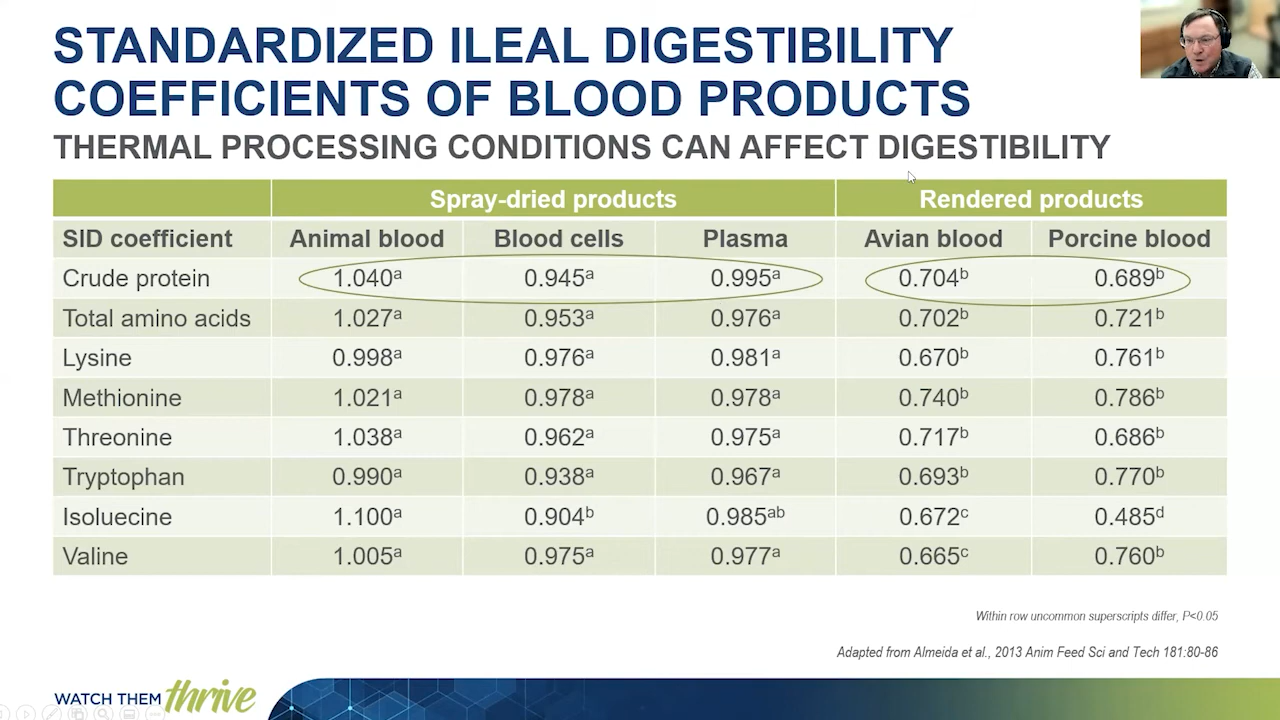 STANDARDIZED ILEAL DIGESTIBILITY
COEFFICIENTS OF BLOOD PRODUCTS
THERMAL PROCESSING CONDITIONS CAN AFFECT DIGESTIBILITY
Spray-dried products Rendered products
SID coefficient Animal blood Blood cells Plasma Avian blood Porcine blood
Crude protein 1.040ᵃ 0.945ᵃ 0.995ᵃ 0.704ᵇ 0.689ᵇ
Total amino acids 1.027ᵃ 0.953ᵃ 0.976ᵃ 0.702ᵇ 0.721ᵇ
Lysine 0.998ᵃ 0.976ᵃ 0.981ᵃ 0.670ᵇ 0.761ᵇ
Methionine 1.021ᵃ 0.978ᵃ 0.978ᵃ 0.740ᵇ 0.786ᵇ
Threonine 1.038ᵃ 0.962ᵃ 0.975ᵃ 0.717ᵇ 0.686ᵇ
Tryptophan 0.990ᵃ 0.938ᵃ 0.967ᵃ 0.693ᵇ 0.770ᵇ
Isoluecine 1.100ᵃ 0.904ᵇ 0.985ᵃᵇ 0.672ᶜ 0.485ᵈ
Valine 1.005ᵃ 0.975ᵃ 0.977ᵃ 0.665ᶜ 0.760ᵇ
Within row uncommon superscripts differ, P<0.05
Adapted from Almeida et al., 2013 Anim Feed Sci and Tech 181:80-86
WATCH THEM thrive